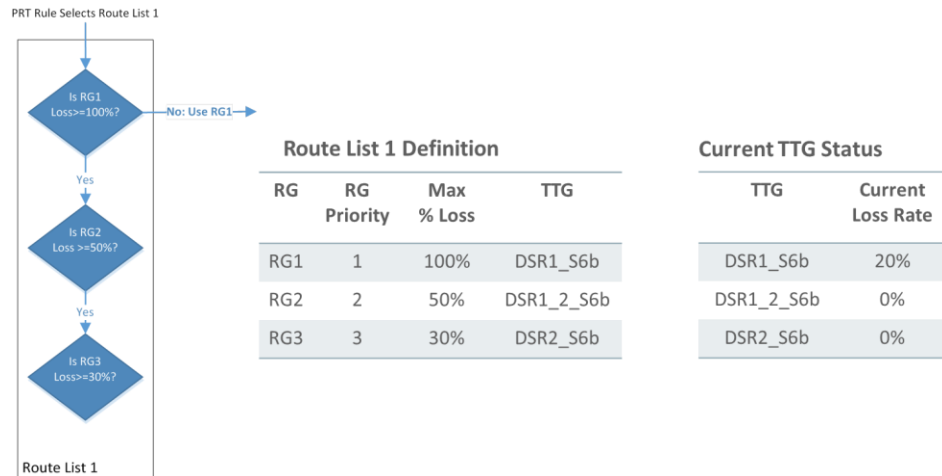 PRT Rule Selects Route List 1
Is RG1
Loss>=100%?
No: Use RG1
Yes
Is RG2
Loss >=50%?
Yes
Is RG3
Loss>=30%?
Route List 1
Route List 1 Definition
RG RG Priority Max % Loss TTG
RG1 1 100% DSR1_S6b
RG2 2 50% DSR1_2_S6b
RG3 3 30% DSR2_S6b
Current TTG Status
TTG Current Loss Rate
DSR1_S6b 20%
DSR1_2_S6b 0%
DSR2_S6b 0%